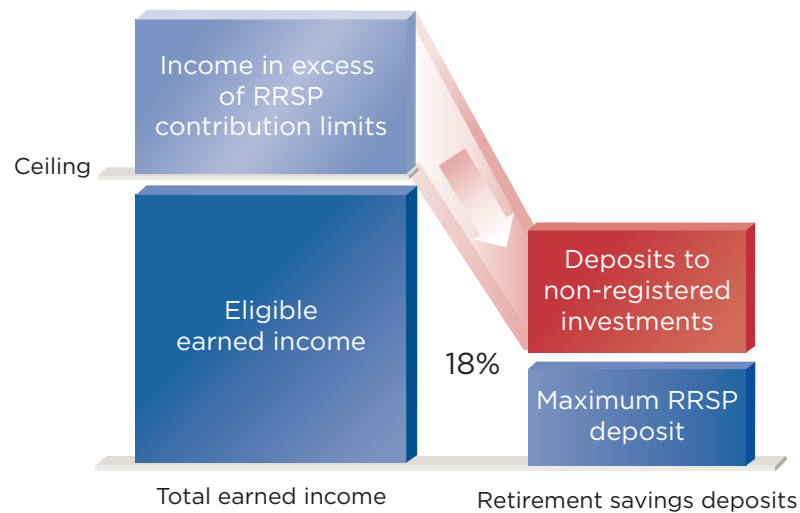 Income in excess
of RRSP
contribution limits
Ceiling
Eligible
earned income
18%
Deposits to
non-registered
investments
Maximum RRSP
deposit
Total earned income
Retirement savings deposits